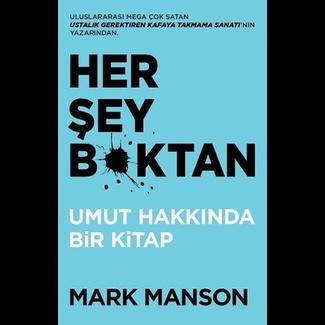 ULUSLARARASI MEGA ÇOK SATAN
USTALIK GEREKTİREN KAFAYA TAKMAMA SANATI'NIN
YAZARINDAN.
HER
ŞEY
BOKTAN
UMUT HAKKINDA
BİR KİTAP
MARK MANSON